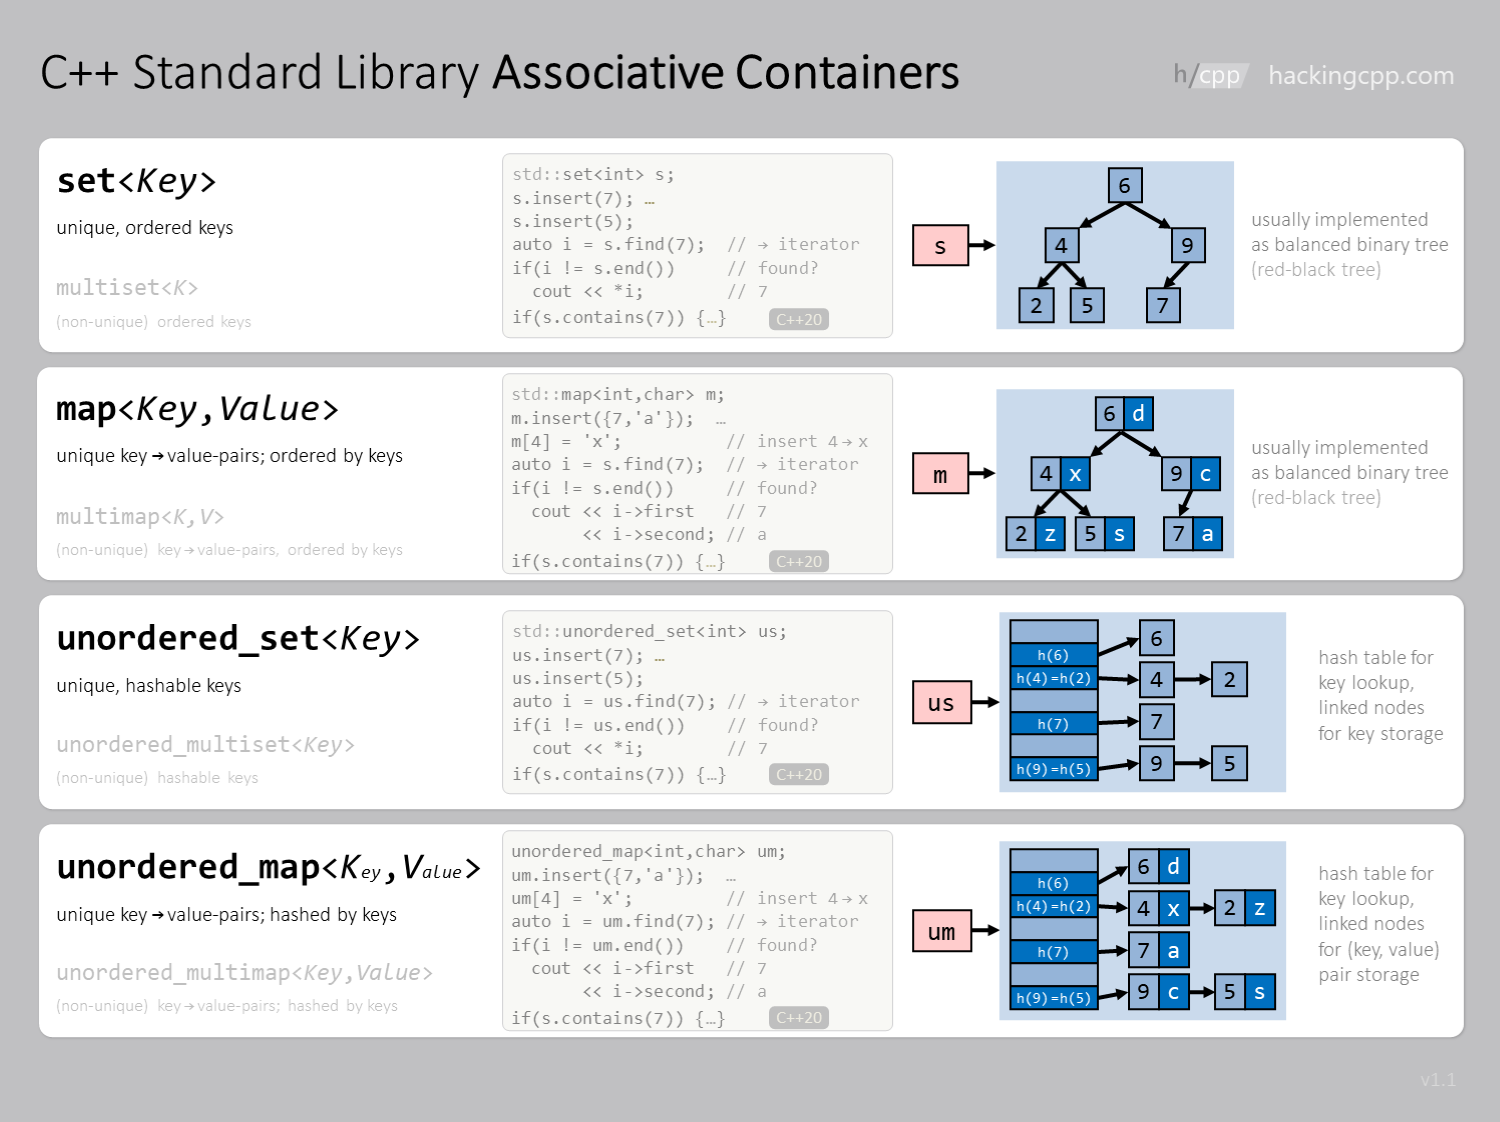 C++ Standard Library Associative Containers
h/cpp hackingcpp.com
set<Key>
unique, ordered keys
multiset<K>
(non-unique) ordered keys
std::set<int> s;
s.insert(7); …
s.insert(5);
auto i = s.find(7); // → iterator
if(i != s.end()) // found?
cout << *i; // 7
if(s.contains(7)) {…} C++20
s
6
4 9
2 5 7
usually implemented
as balanced binary tree
(red-black tree)
map<Key,Value>
unique key→value-pairs; ordered by keys
multimap<K,V>
(non-unique) key→value-pairs, ordered by keys
std::map<int,char> m;
m.insert({7,'a'}); …
m[4] = 'x'; // insert 4→x
auto i = s.find(7); // → iterator
if(i != s.end()) // found?
cout << i->first // 7
<< i->second; // a
if(s.contains(7)) {…} C++20
m
6 d
4 x 9 c
2 z 5 s 7 a
usually implemented
as balanced binary tree
(red-black tree)
unordered_set<Key>
unique, hashable keys
unordered_multiset<Key>
(non-unique) hashable keys
std::unordered_set<int> us;
us.insert(7); …
us.insert(5);
auto i = us.find(7); // → iterator
if(i != us.end()) // found?
cout << *i; // 7
if(s.contains(7)) {…} C++20
us
h(6) 6
h(4)=h(2) 4 2
h(7) 7
h(9)=h(5) 9 5
hash table for
key lookup,
linked nodes
for key storage
unordered_map<Key,Value>
unique key→value-pairs; hashed by keys
unordered_multimap<Key,Value>
(non-unique) key→value-pairs; hashed by keys
unordered_map<int,char> um;
um.insert({7,'a'}); …
um[4] = 'x'; // insert 4→x
auto i = um.find(7); // → iterator
if(i != um.end()) // found?
cout << i->first // 7
<< i->second; // a
if(s.contains(7)) {…} C++20
um
h(6) 6 d
h(4)=h(2) 4 x 2 z
h(7) 7 a
h(9)=h(5) 9 c 5 s
hash table for
key lookup,
linked nodes
for (key, value)
pair storage
v1.1